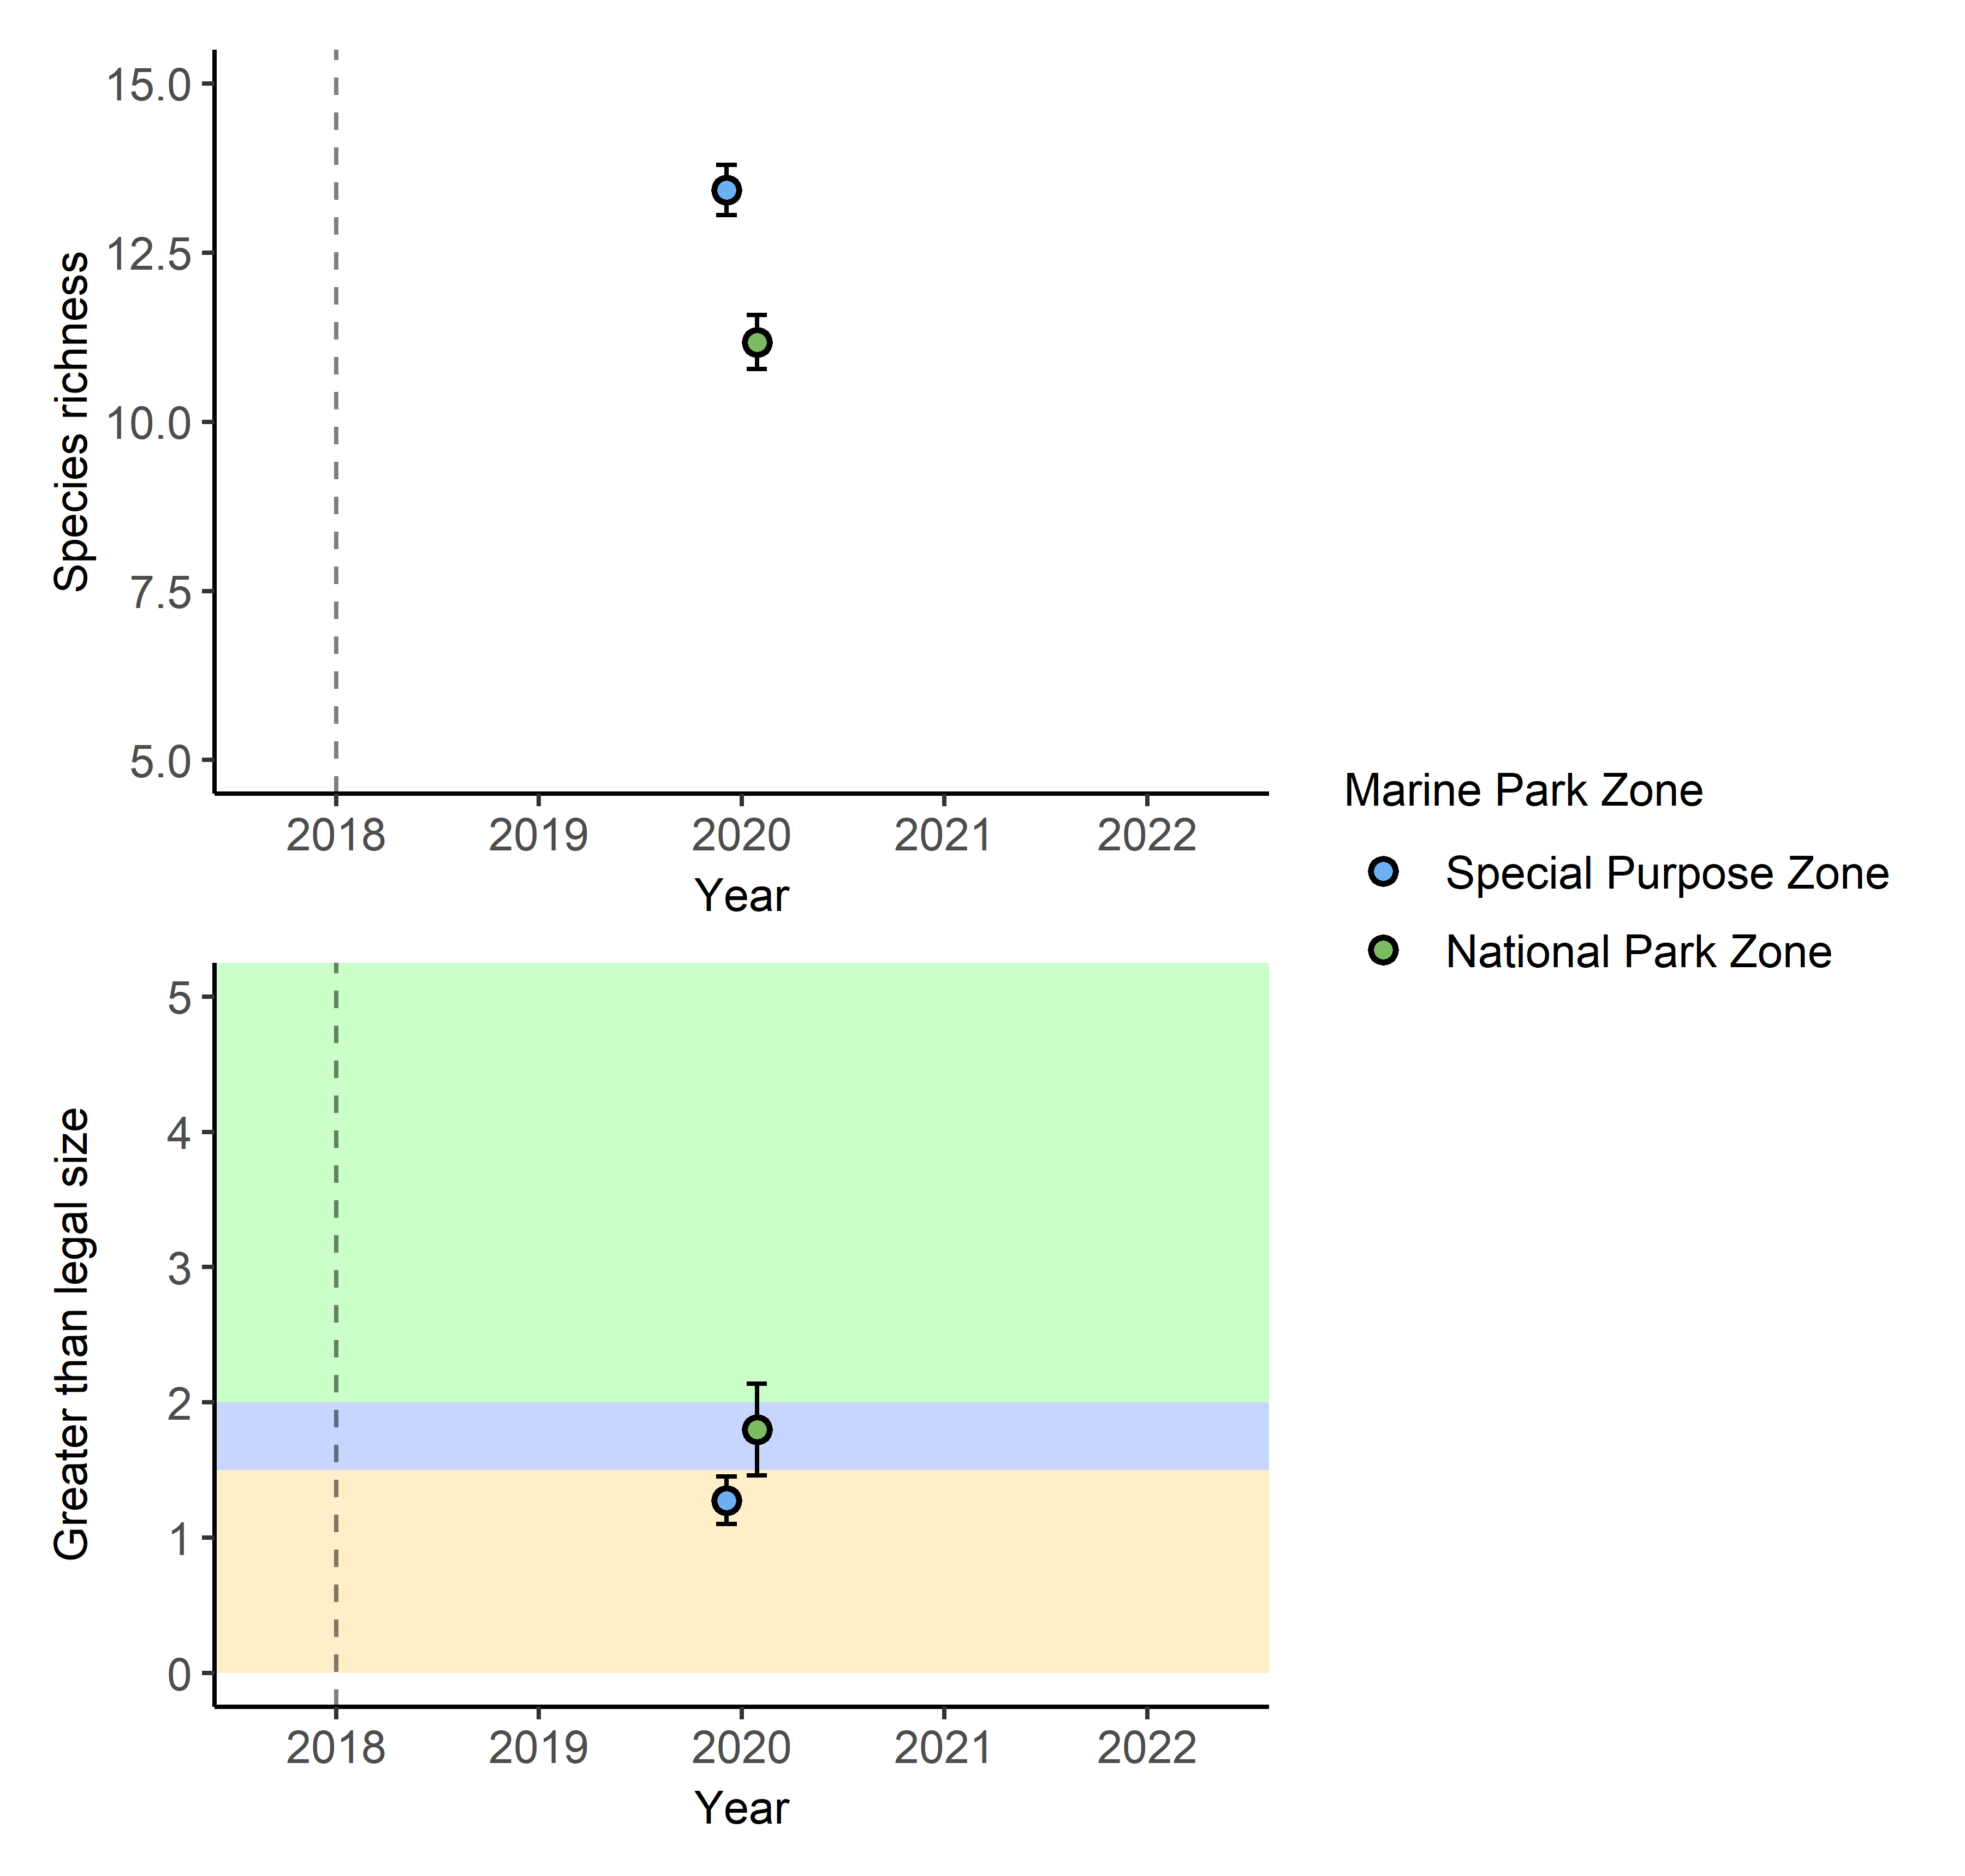 Species richness
15.0
12.5
10.0
7.5
5.0
2018 2019 2020 2021 2022
Year
Marine Park Zone
Special Purpose Zone
National Park Zone
Greater than legal size
5
4
3
2
1
0
2018 2019 2020 2021 2022
Year